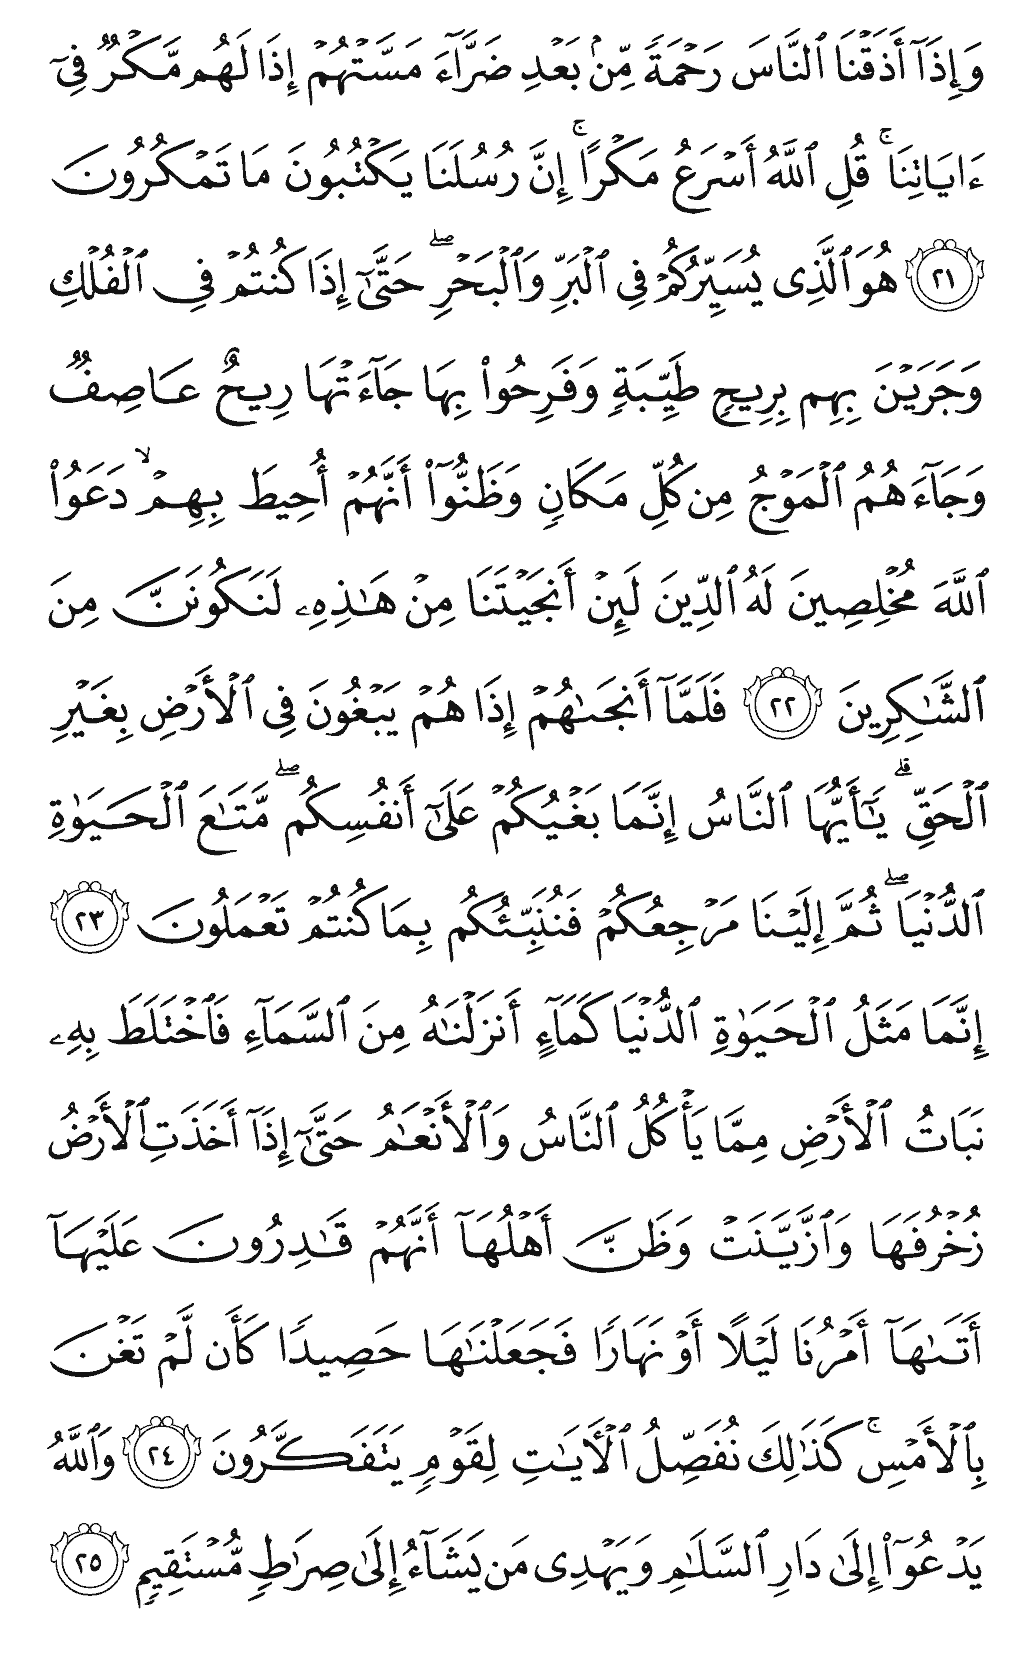 وَإِذَآ أَذَقۡنَا ٱلنَّاسَ رَحۡمَةٗ مِّنۢ بَعۡدِ ضَرَّآءَ مَسَّتۡهُمۡ إِذَا لَهُم مَّكۡرٞ فِيٓ
ءَايَاتِنَاۚ قُلِ ٱللَّهُ أَسۡرَعُ مَكۡرًاۚ إِنَّ رُسُلَنَا يَكۡتُبُونَ مَا تَمۡكُرُونَ
٢١ هُوَ ٱلَّذِي يُسَيِّرُكُمۡ فِي ٱلۡبَرِّ وَٱلۡبَحۡرِۖ حَتَّىٰٓ إِذَا كُنتُمۡ فِي ٱلۡفُلۡكِ
وَجَرَيۡنَ بِهِم بِرِيحٖ طَيِّبَةٖ وَفَرِحُواْ بِهَا جَآءَتۡهَا رِيحٌ عَاصِفٞ
وَجَآءَهُمُ ٱلۡمَوۡجُ مِن كُلِّ مَكَانٖ وَظَنُّوٓاْ أَنَّهُمۡ أُحِيطَ بِهِمۡۙ دَعَوُاْ
ٱللَّهَ مُخۡلِصِينَ لَهُ ٱلدِّينَ لَئِنۡ أَنجَيۡتَنَا مِنۡ هَٰذِهِۦ لَنَكُونَنَّ مِنَ
ٱلشَّٰكِرِينَ ٢٢ فَلَمَّآ أَنجَىٰهُمۡ إِذَا هُمۡ يَبۡغُونَ فِي ٱلۡأَرۡضِ بِغَيۡرِ
ٱلۡحَقِّۗ يَٰٓأَيُّهَا ٱلنَّاسُ إِنَّمَا بَغۡيُكُمۡ عَلَىٰٓ أَنفُسِكُمۖ مَّتَٰعَ ٱلۡحَيَوٰةِ
ٱلدُّنۡيَاۖ ثُمَّ إِلَيۡنَا مَرۡجِعُكُمۡ فَنُنَبِّئُكُم بِمَا كُنتُمۡ تَعۡمَلُونَ ٢٣
إِنَّمَا مَثَلُ ٱلۡحَيَوٰةِ ٱلدُّنۡيَا كَمَآءٍ أَنزَلۡنَٰهُ مِنَ ٱلسَّمَآءِ فَٱخۡتَلَطَ بِهِۦ
نَبَاتُ ٱلۡأَرۡضِ مِمَّا يَأۡكُلُ ٱلنَّاسُ وَٱلۡأَنۡعَٰمُ حَتَّىٰٓ إِذَآ أَخَذَتِ ٱلۡأَرۡضُ
زُخۡرُفَهَا وَٱزَّيَّنَتۡ وَظَنَّ أَهۡلُهَآ أَنَّهُمۡ قَٰدِرُونَ عَلَيۡهَآ
أَتَىٰهَآ أَمۡرُنَا لَيۡلًا أَوۡ نَهَارٗا فَجَعَلۡنَٰهَا حَصِيدٗا كَأَن لَّمۡ تَغۡنَ
بِٱلۡأَمۡسِۚ كَذَٰلِكَ نُفَصِّلُ ٱلۡأٓيَٰتِ لِقَوۡمٖ يَتَفَكَّرُونَ ٢٤ وَٱللَّهُ
يَدۡعُوٓاْ إِلَىٰ دَارِ ٱلسَّلَٰمِ وَيَهۡدِي مَن يَشَآءُ إِلَىٰ صِرَٰطٖ مُّسۡتَقِيمٖ ٢٥